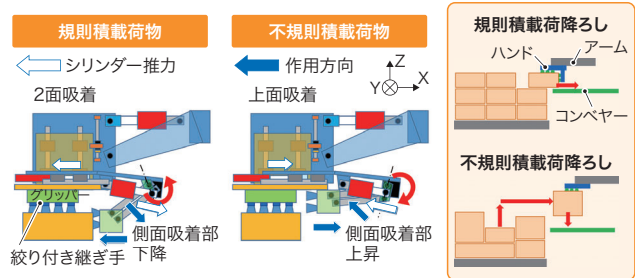 規則積載荷物
不規則積載荷物
シリンダー推力
作用方向
Z
Y
X
2面吸着
上面吸着
グリッパー
絞り付き継ぎ手
側面吸着部
下降
側面吸着部
上昇
規則積載荷降ろし
ハンド
アーム
コンベヤー
不規則積載荷降ろし